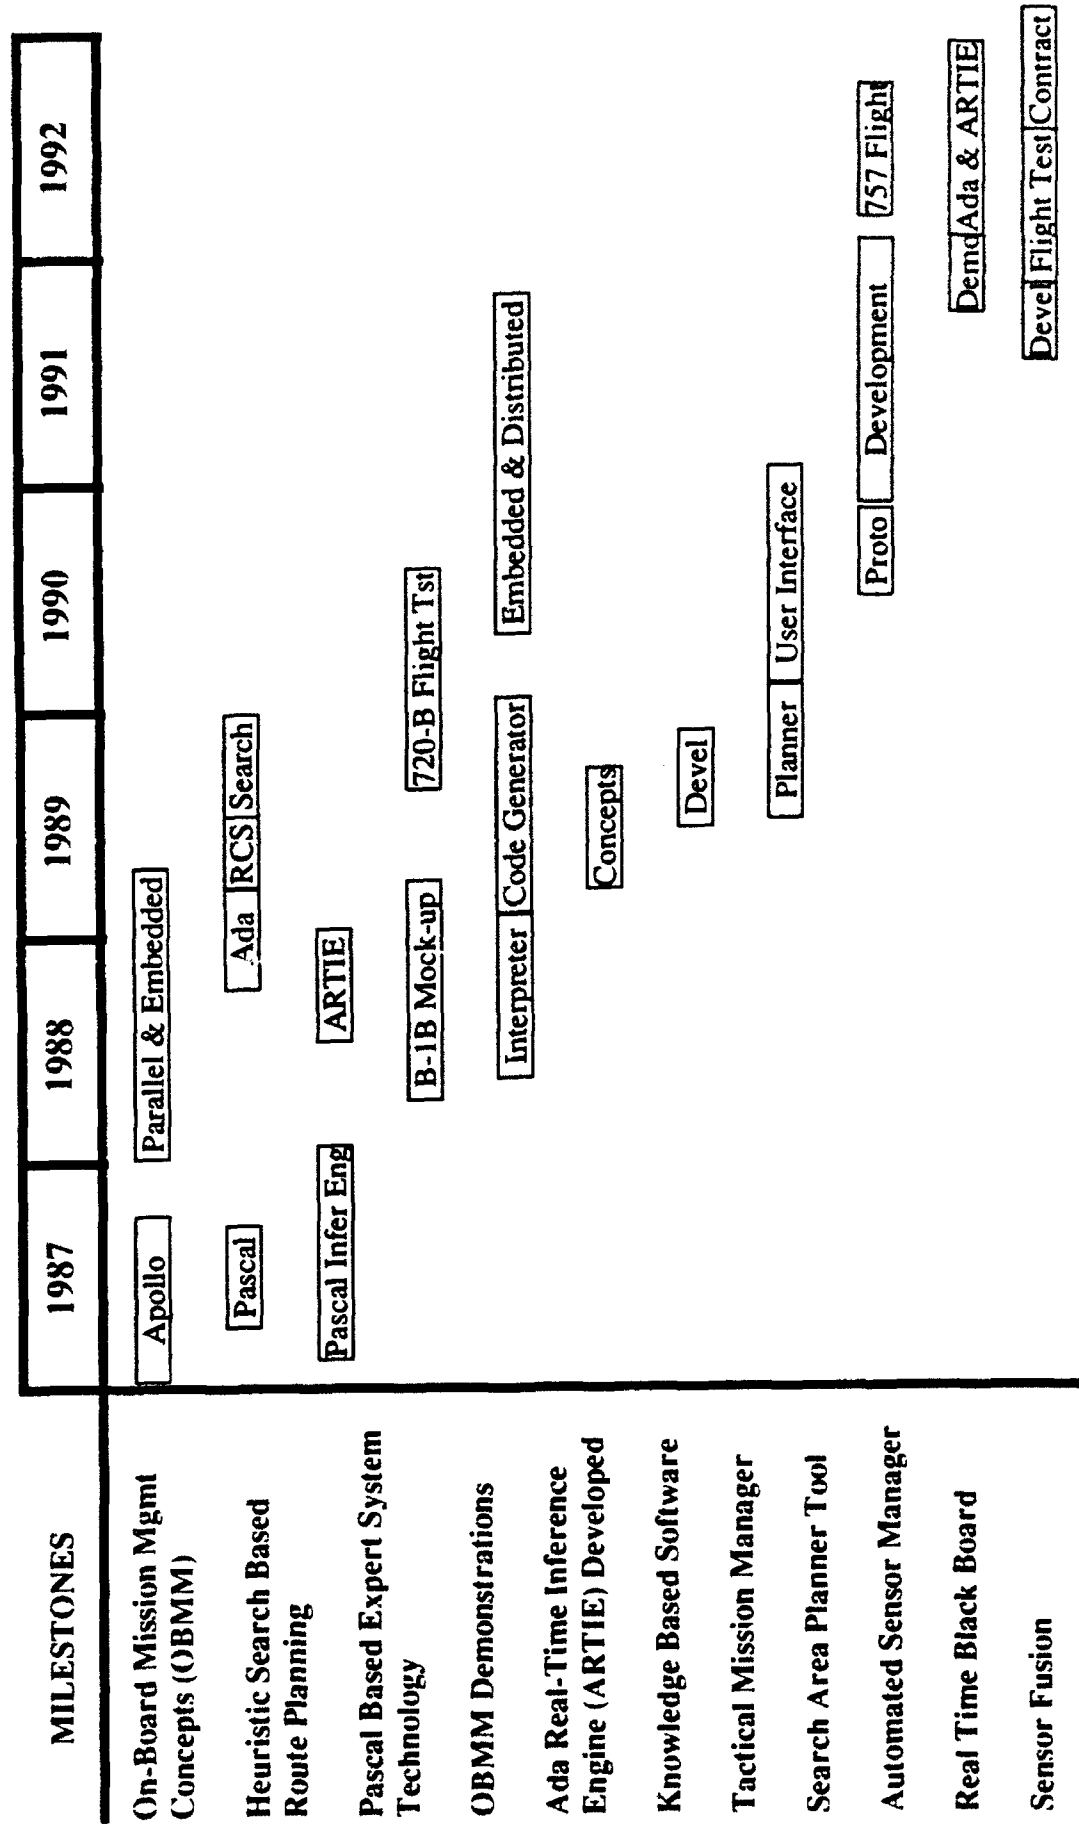 MILESTONES 1987 1988 1989 1990 1991 1992
On-Board Mission Mgmt
Concepts (OBMM)
Apollo Parallel & Embedded
Heuristic Search Based
Route Planning
Pascal Ada RCS Search
Pascal Based Expert System
Technology
Pascal Infer Eng ARTIE
OBMM Demonstrations
B-1B Mock-up 720-B Flight Tst
Ada Real-Time Inference
Engine (ARTIE) Developed
Interpreter Code Generator Embedded & Distributed
Knowledge Based Software
Concepts
Tactical Mission Manager
Devel
Search Area Planner Tool
Planner User Interface
Automated Sensor Manager
Proto Development 757 Flight
Real Time Black Board
Demo Ada & ARTIE
Sensor Fusion
Devel Flight Test Contract